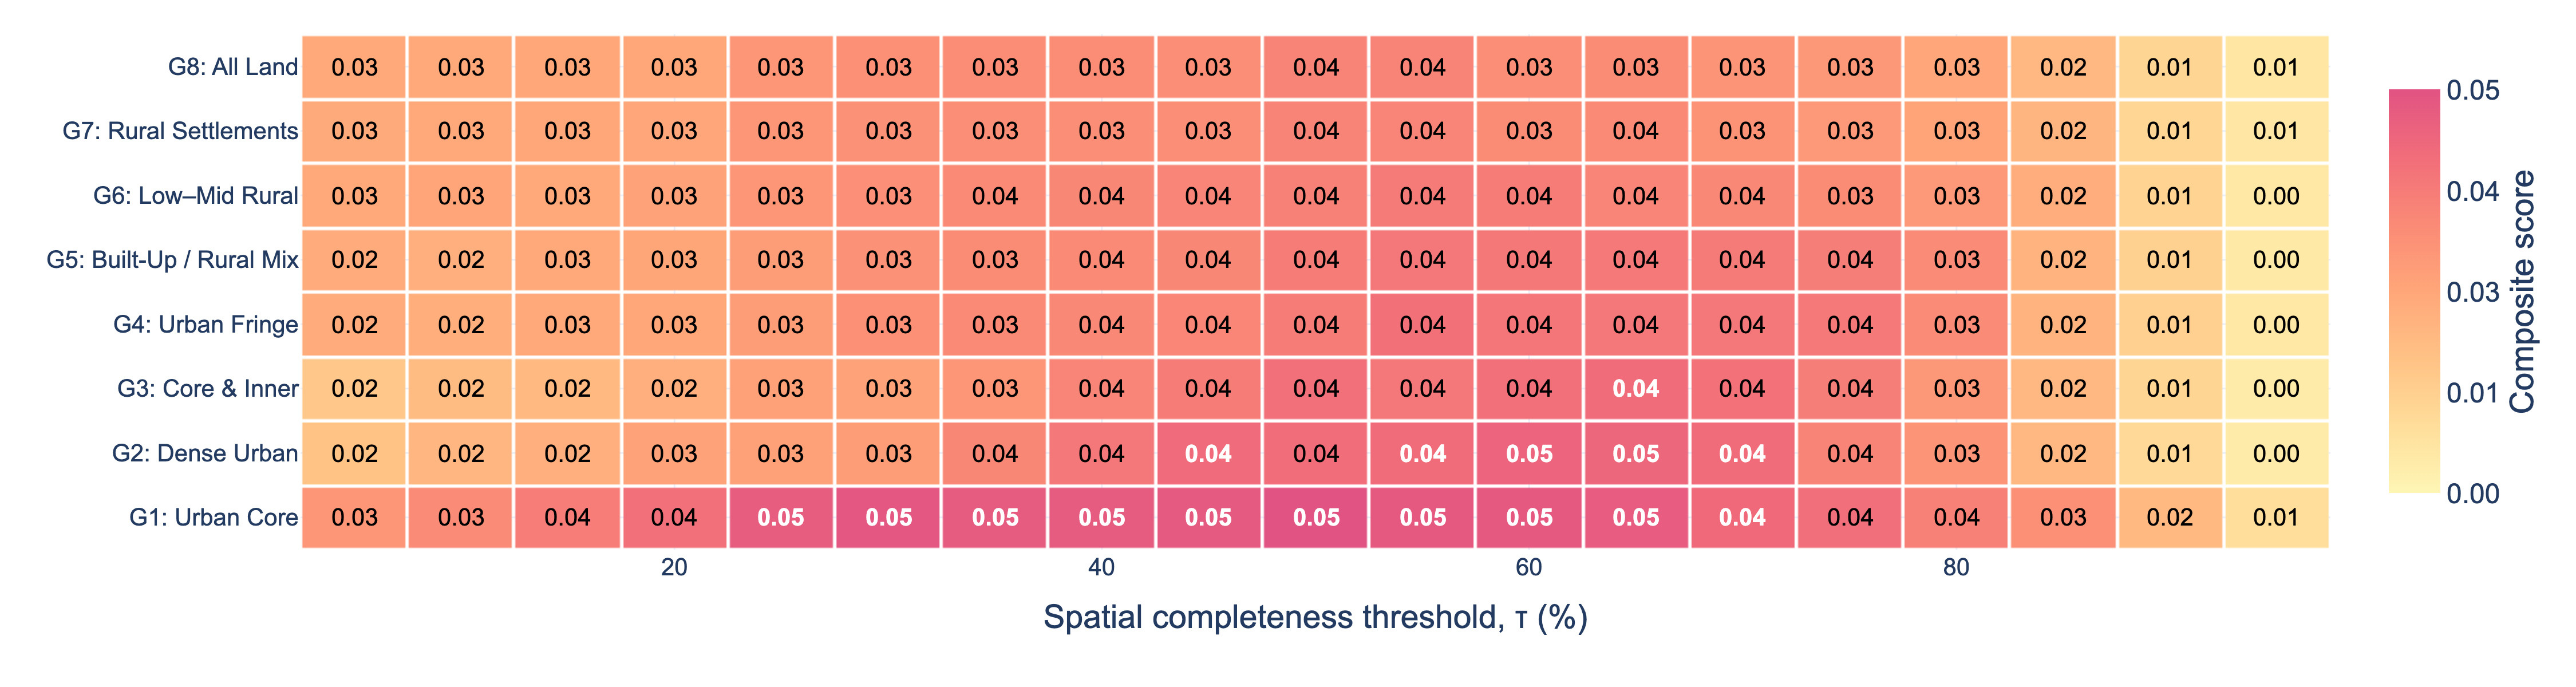 G8: All Land 0.03 0.03 0.03 0.03 0.03 0.03 0.03 0.03 0.03 0.04 0.04 0.03 0.03 0.03 0.03 0.03 0.02 0.01 0.01
G7: Rural Settlements 0.03 0.03 0.03 0.03 0.03 0.03 0.03 0.03 0.03 0.04 0.04 0.03 0.04 0.03 0.03 0.03 0.02 0.01 0.01
G6: Low–Mid Rural 0.03 0.03 0.03 0.03 0.03 0.03 0.04 0.04 0.04 0.04 0.04 0.04 0.04 0.04 0.03 0.03 0.02 0.01 0.00
G5: Built-Up / Rural Mix 0.02 0.02 0.03 0.03 0.03 0.03 0.03 0.04 0.04 0.04 0.04 0.04 0.04 0.04 0.04 0.03 0.02 0.01 0.00
G4: Urban Fringe 0.02 0.02 0.03 0.03 0.03 0.03 0.03 0.04 0.04 0.04 0.04 0.04 0.04 0.04 0.04 0.03 0.02 0.01 0.00
G3: Core & Inner 0.02 0.02 0.02 0.02 0.03 0.03 0.03 0.04 0.04 0.04 0.04 0.04 0.04 0.04 0.04 0.03 0.02 0.01 0.00
G2: Dense Urban 0.02 0.02 0.02 0.03 0.03 0.03 0.04 0.04 0.04 0.04 0.04 0.05 0.05 0.04 0.04 0.03 0.02 0.01 0.00
G1: Urban Core 0.03 0.03 0.04 0.04 0.05 0.05 0.05 0.05 0.05 0.05 0.05 0.05 0.05 0.04 0.04 0.04 0.03 0.02 0.01
20 40 60 80
Spatial completeness threshold, τ (%)
0.05
0.04
0.03
0.01
0.00
Composite score